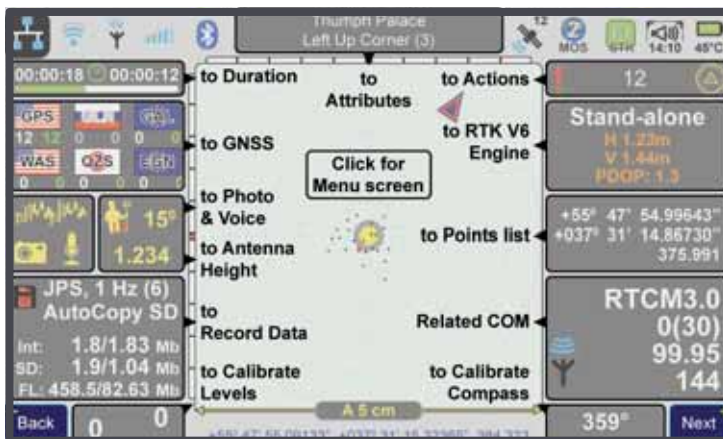 Triumph Palace
Left Up Corner (3)
12
MOS
STR
14:10
45°C
00:00:18 00:00:12
GPS
12 12
0 0
0 0
WAS
QZS
0 0
0 0
0 0
15°
1.234
JPS, 1 Hz (6)
AutoCopy SD
Int: 1.8/1.83 Mb
SD: 1.9/1.04 Mb
FL: 458.5/82.63 Mb
Back
0 0
to Duration
to Attributes
to Actions
to GNSS
to RTK V6
Engine
Click for
Menu screen
to Photo
& Voice
to Antenna
Height
to Points list
to
Record Data
Related COM
to Calibrate
Levels
to Calibrate
Compass
A 5 cm
12
Stand-alone
H 1.23m
V 1.44m
PDOP: 1.3
+55° 47' 54.99643"
+037° 31' 14.86730"
375.991
RTCM3.0
0(30)
99.95
144
359°
Next